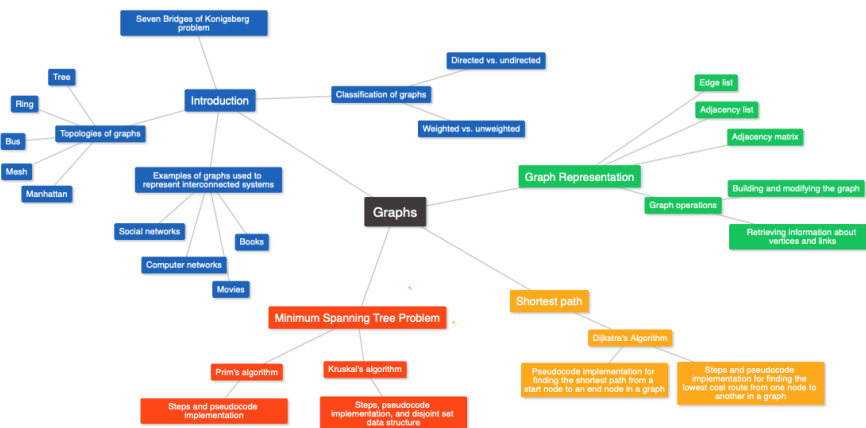 Seven Bridges of Konigsberg
problem
Directed vs. undirected
Tree
Edge list
Introduction
Classification of graphs
Ring
Adjacency list
Topologies of graphs
Weighted vs. unweighted
Bus
Adjacency matrix
Mesh
Examples of graphs used to
represent interconnected systems
Graph Representation
Manhattan
Building and modifying the graph
Graphs
Graph operations
Social networks
Books
Retrieving information about
vertices and links
Computer networks
Movies
Shortest path
Minimum Spanning Tree Problem
Dijkstra's Algorithm
Prim's algorithm
Kruskal's algorithm
Pseudocode implementation for
finding the shortest path from a
start node to an end node in a graph
Steps and pseudocode
implementation for finding the
lowest cost route from one node to
another in a graph
Steps and pseudocode
implementation
Steps, pseudocode
implementation, and disjoint set
data structure